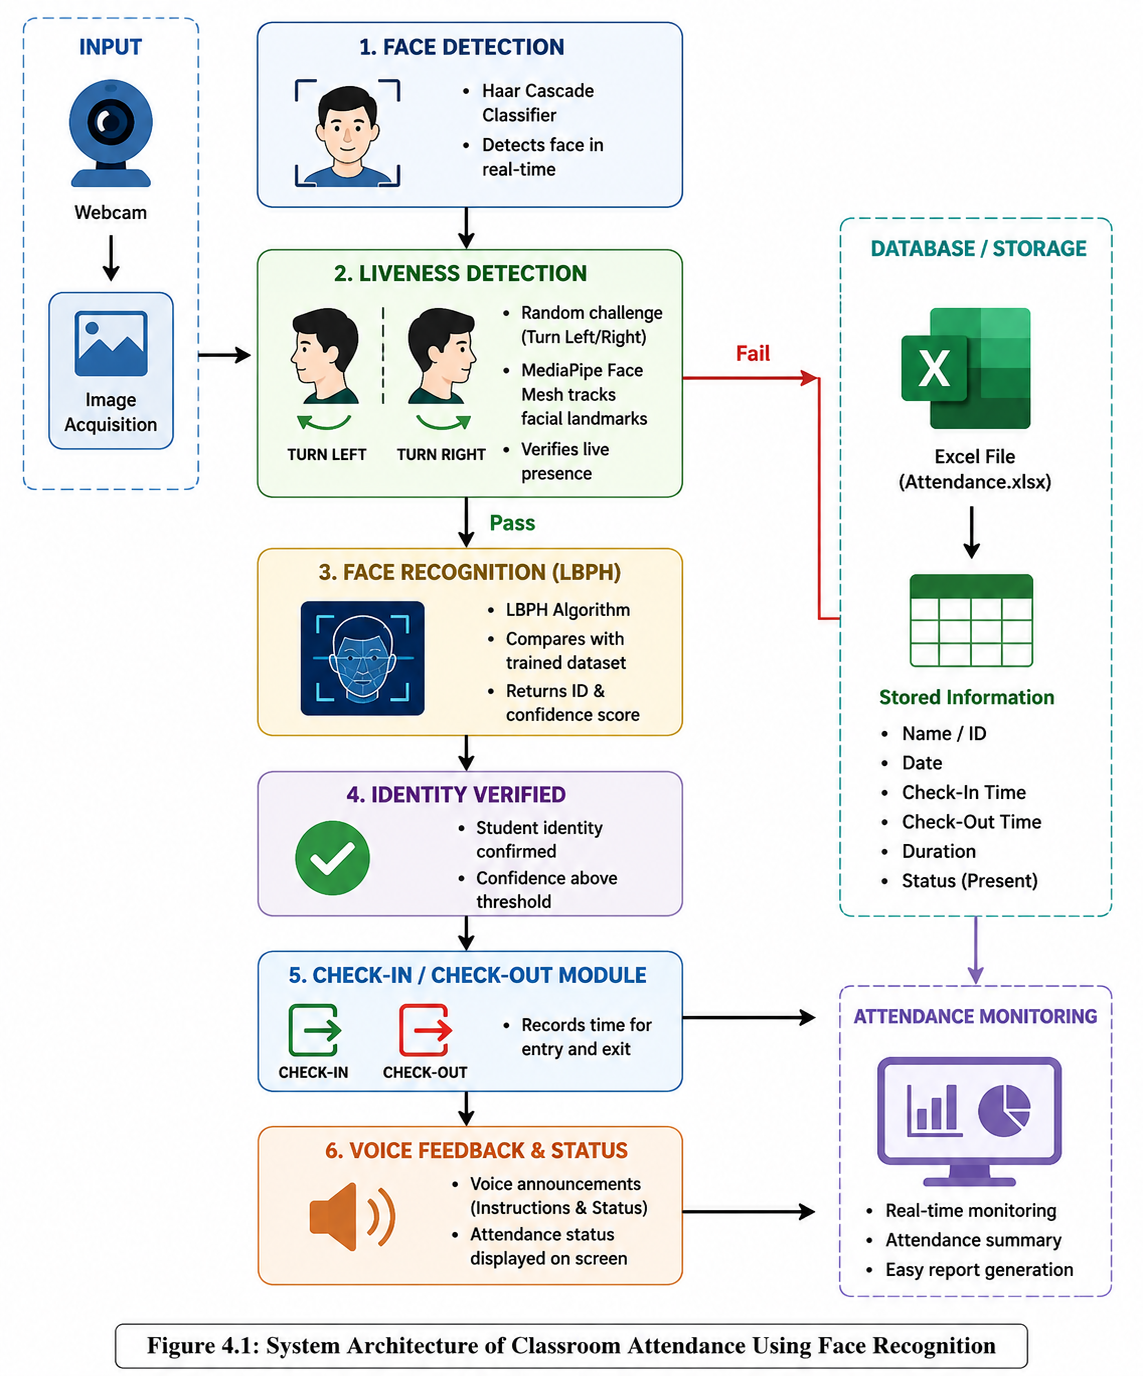 INPUT
Webcam
Image
Acquisition
1. FACE DETECTION
• Haar Cascade
Classifier
• Detects face in
real-time
2. LIVENESS DETECTION
TURN LEFT
TURN RIGHT
• Random challenge
(Turn Left/Right)
• MediaPipe Face
Mesh tracks
facial landmarks
• Verifies live
presence
Fail
Pass
3. FACE RECOGNITION (LBPH)
• LBPH Algorithm
• Compares with
trained dataset
• Returns ID &
confidence score
4. IDENTITY VERIFIED
• Student identity
confirmed
• Confidence above
threshold
5. CHECK-IN / CHECK-OUT MODULE
CHECK-IN
CHECK-OUT
• Records time for
entry and exit
6. VOICE FEEDBACK & STATUS
• Voice announcements
(Instructions & Status)
• Attendance status
displayed on screen
DATABASE / STORAGE
X
Excel File
(Attendance.xlsx)
Stored Information
• Name / ID
• Date
• Check-In Time
• Check-Out Time
• Duration
• Status (Present)
ATTENDANCE MONITORING
• Real-time monitoring
• Attendance summary
• Easy report generation
Figure 4.1: System Architecture of Classroom Attendance Using Face Recognition